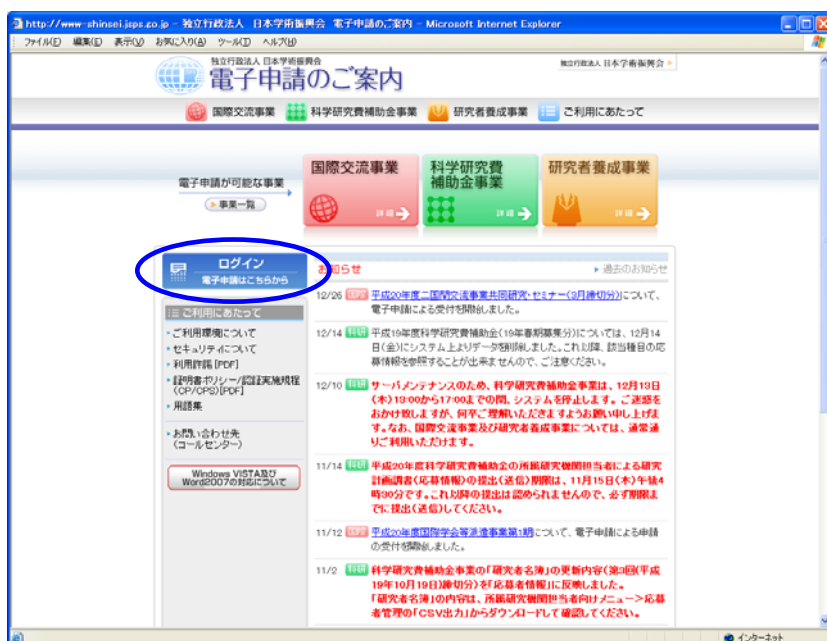 http://www-shinsei.jsps.go.jp - 独立行政法人 日本学術振興会 電子申請のご案内 - Microsoft Internet Explorer
ファイル(F) 編集(E) 表示(V) お気に入り(A) ツール(T) ヘルプ(H)
独立行政法人 日本学術振興会
電子申請のご案内
独立行政法人 日本学術振興会
国際交流事業 科学研究費補助金事業 研究者養成事業 ご利用にあたって
電子申請が可能な事業
事業一覧
国際交流事業
詳細
科学研究費
補助金事業
詳細
研究者養成事業
詳細
ログイン
電子申請はこちらから
ご利用にあたって
ご利用環境について
セキュリティについて
利用許諾[PDF]
証明書ポリシー/認証実施規程
(CP/CPS)[PDF]
用語集
お問い合わせ先
(コールセンター)
Windows VISTA及び
Word2007の対応について
お知らせ
過去のお知らせ
12/26 平成20年度二国間交流事業共同研究・セミナー(3月締切分)について、
電子申請による受付を開始しました。
12/14 科研 平成19年度科学研究費補助金(19年春期募集分)については、12月14
日(金)にシステム上よりデータを削除しました。これ以降、該当種目の応
募情報を参照することが出来ませんので、ご注意ください。
12/10 科研 サーバメンテナンスのため、科学研究費補助金事業は、12月13日
(木)13:00から17:00までの間、システムを停止します。ご迷惑を
おかけ致しますが、何卒ご理解いただきますようお願い申し上げま
す。なお、国際交流事業及び研究者養成事業については、通常通
りご利用いただけます。
11/14 科研 平成20年度科学研究費補助金の所属研究機関担当者による研究
計画調書(応募情報)の提出(送信)期限は、11月15日(木)午後4
時30分です。これ以降の提出は認められませんので、必ず期限ま
でに提出(送信)してください。
11/12 平成20年度国際学会等派遣事業第1期について、電子申請による申請
の受付を開始しました。
11/2 科研 科学研究費補助金事業の「研究者名簿」の更新内容(第3回(平成
19年10月19日)締切分)を「応募者情報」に反映しました。
「研究者名簿」の内容は、所属研究機関担当者向けメニュー＞応募
者管理の「CSV出力」からダウンロードして確認してください。
インターネット